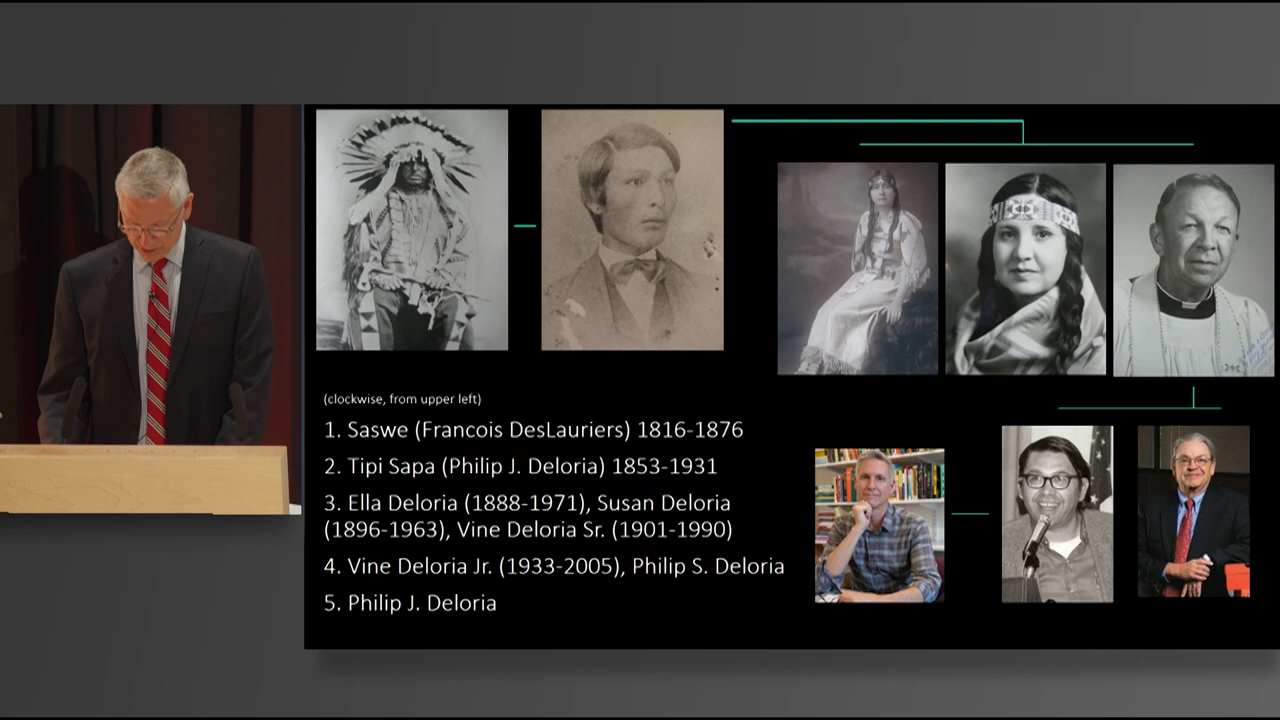 (clockwise, from upper left)
1. Saswe (Francois DesLauriers) 1816-1876
2. Tipi Sapa (Philip J. Deloria) 1853-1931
3. Ella Deloria (1888-1971), Susan Deloria
(1896-1963), Vine Deloria Sr. (1901-1990)
4. Vine Deloria Jr. (1933-2005), Philip S. Deloria
5. Philip J. Deloria